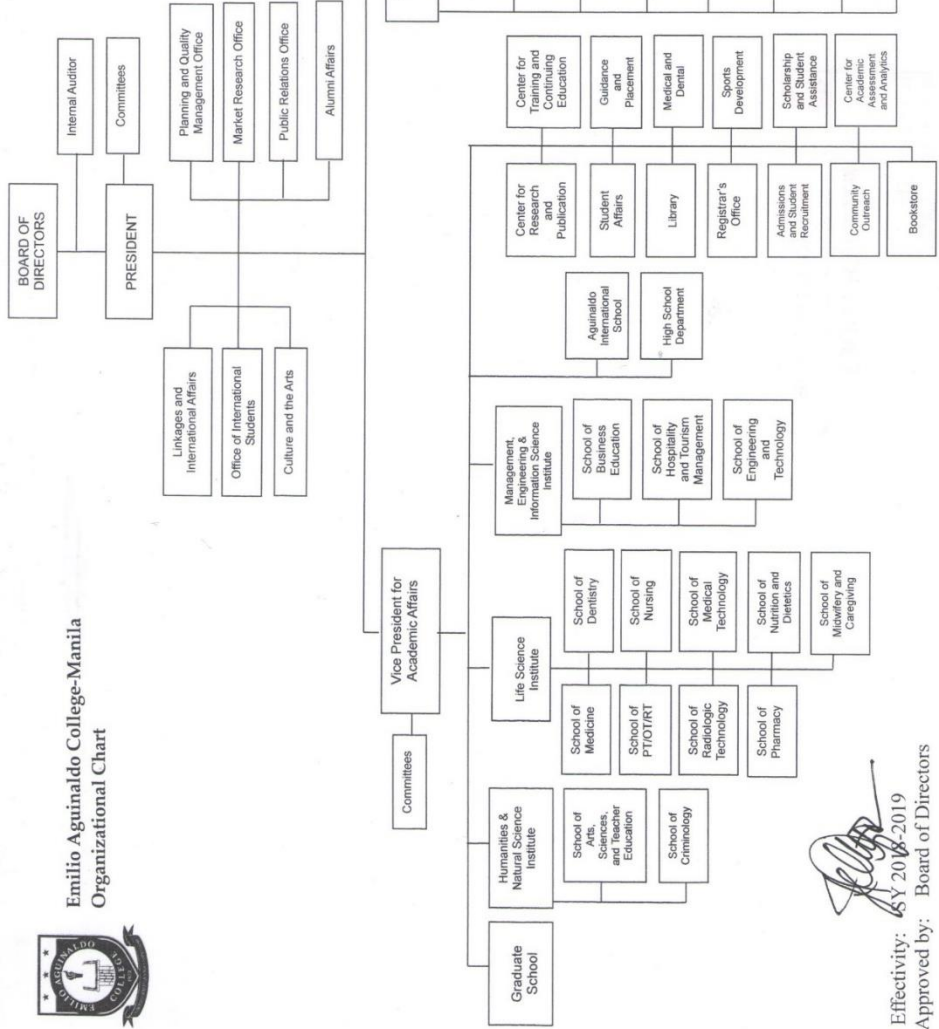 EMILIO AGUINALDO
COLLEGE
Emilio Aguinaldo College-Manila
Organizational Chart
BOARD OF
DIRECTORS
Internal Auditor
Committees
PRESIDENT
Linkages and
International Affairs
Office of International
Students
Culture and the Arts
Planning and Quality
Management Office
Market Research Office
Public Relations Office
Alumni Affairs
Committees
Vice President for
Academic Affairs
Graduate
School
Humanities &
Natural Science
Institute
School of
Arts,
Sciences,
and Teacher
Education
School of
Criminology
Life Science
Institute
School of
Medicine
School of
Dentistry
School of
PT/OT/RT
School of
Nursing
School of
Radiologic
Technology
School of
Medical
Technology
School of
Pharmacy
School of
Nutrition and
Dietetics
School of
Midwifery and
Caregiving
Management,
Engineering &
Information Science
Institute
School of
Business
Education
School of
Hospitality
and Tourism
Management
School of
Engineering
and
Technology
Aguinaldo
International
School
High School
Department
Center for
Research
and
Publication
Center for
Training and
Continuing
Education
Student
Affairs
Guidance
and
Placement
Library
Medical and
Dental
Registrar's
Office
Sports
Development
Admissions
and Student
Recruitment
Scholarship
and Student
Assistance
Community
Outreach
Center for
Academic
Assessment
and Analytics
Bookstore
Effectivity: SY 2018-2019
Approved by: Board of Directors